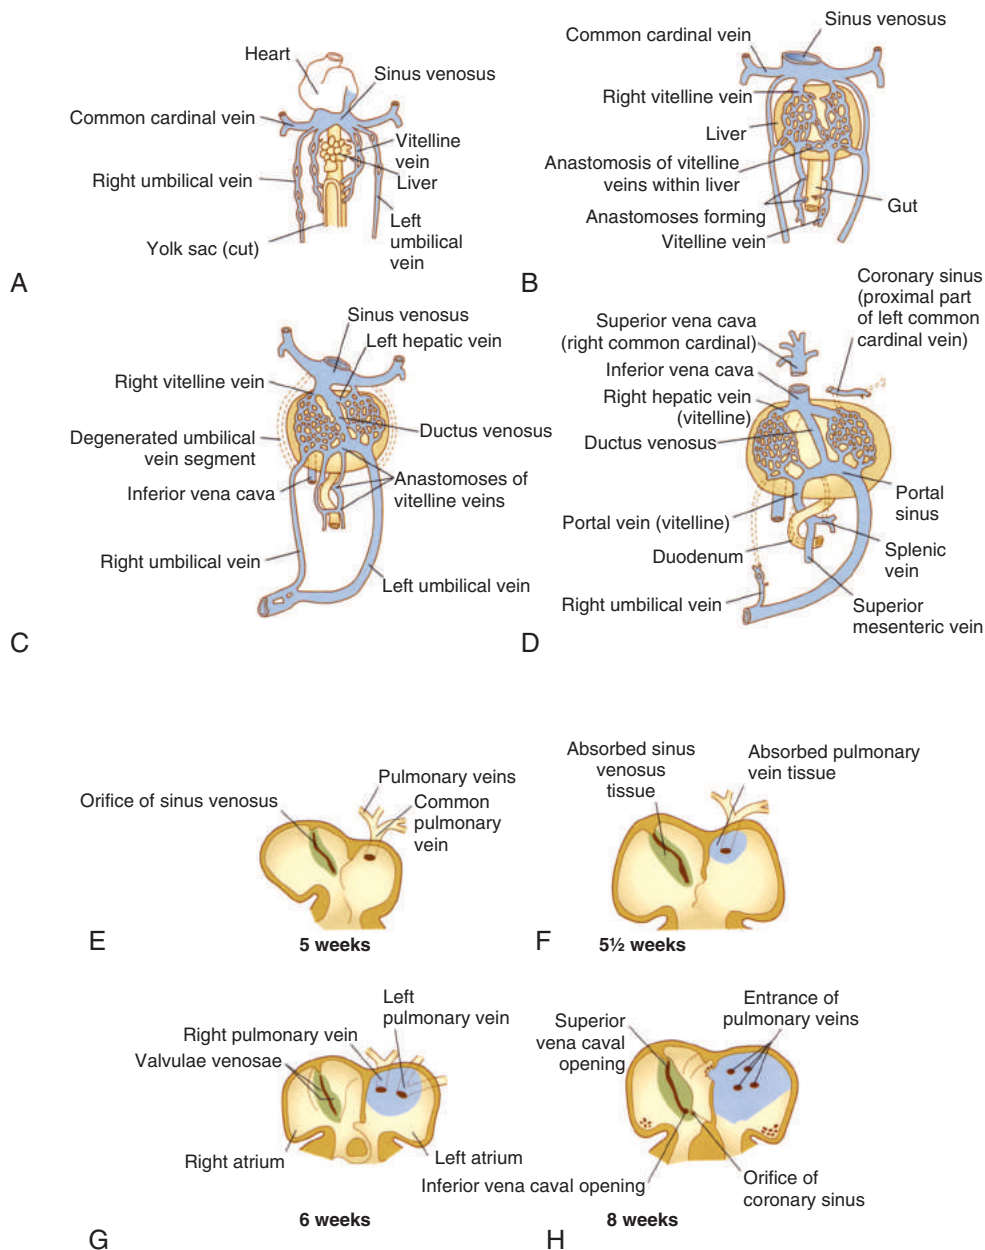 Heart
Sinus venosus
Common cardinal vein
Vitelline
vein
Right umbilical vein
Liver
Left
umbilical
vein
Yolk sac (cut)
A
Sinus venosus
Common cardinal vein
Right vitelline vein
Liver
Anastomosis of vitelline
veins within liver
Gut
Anastomoses forming
Vitelline vein
B
Sinus venosus
Left hepatic vein
Right vitelline vein
Ductus venosus
Degenerated umbilical
vein segment
Anastomoses of
vitelline veins
Inferior vena cava
Right umbilical vein
Left umbilical vein
C
Coronary sinus
(proximal part
of left common
cardinal vein)
Superior vena cava
(right common cardinal)
Inferior vena cava
Right hepatic vein
(vitelline)
Ductus venosus
Portal
sinus
Portal vein (vitelline)
Duodenum
Splenic
vein
Right umbilical vein
Superior
mesenteric vein
D
Pulmonary veins
Orifice of sinus venosus
Common
pulmonary
vein
E
5 weeks
Absorbed sinus
venosus
tissue
Absorbed pulmonary
vein tissue
F
5½ weeks
Left
pulmonary vein
Right pulmonary vein
Valvulae venosae
Right atrium
Left atrium
G
6 weeks
Entrance of
pulmonary veins
Superior
vena caval
opening
Inferior vena caval opening
Orifice of
coronary sinus
H
8 weeks